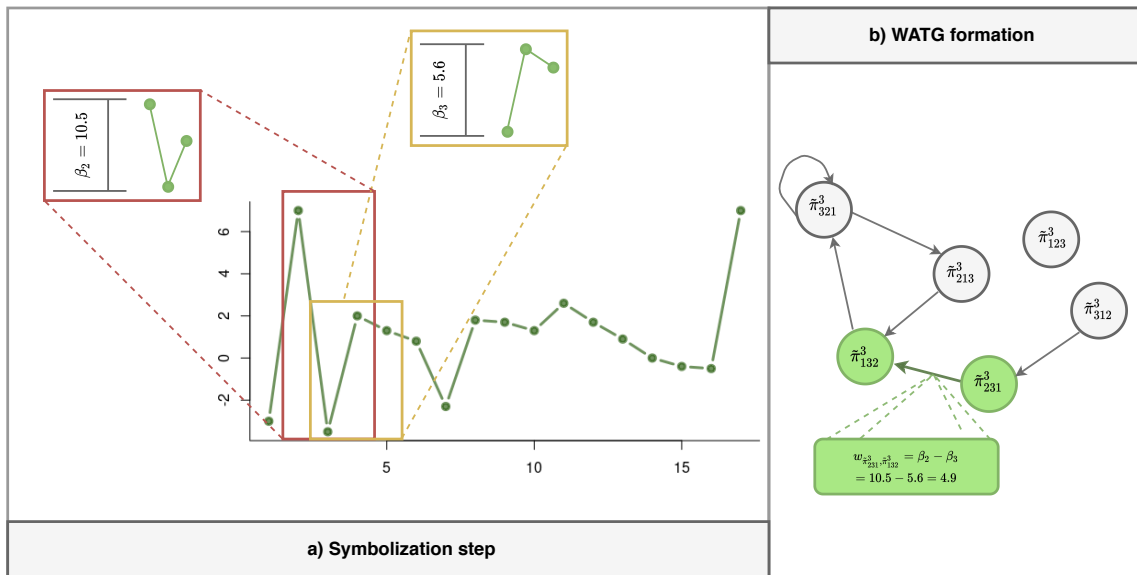 b) WATG formation
β₃ = 5.6
β₂ = 10.5
6
4
2
0
-2
5
10
15
a) Symbolization step
π̃³₃₂₁
π̃³₁₂₃
π̃³₂₁₃
π̃³₃₁₂
π̃³₁₃₂
π̃³₂₃₁
w_{π̃³₂₃₁,π̃³₁₃₂} = β₂ − β₃
= 10.5 − 5.6 = 4.9